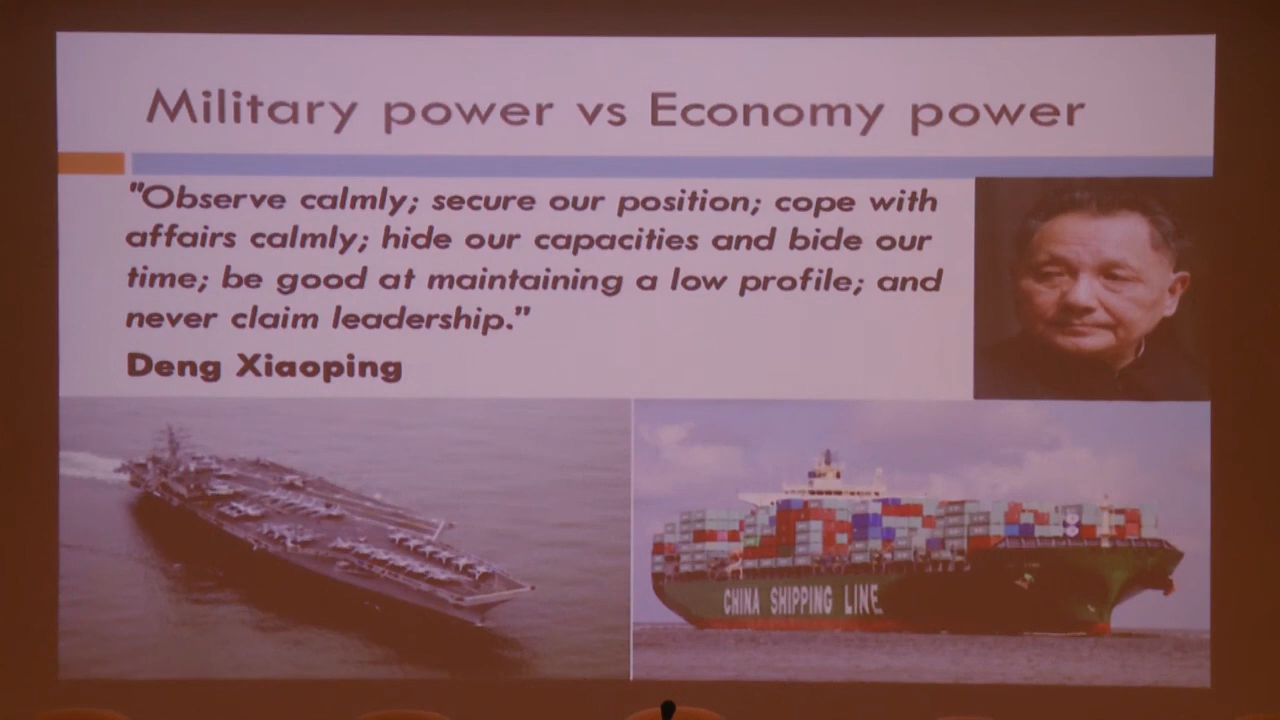 Military power vs Economy power
"Observe calmly; secure our position; cope with
affairs calmly; hide our capacities and bide our
time; be good at maintaining a low profile; and
never claim leadership."
Deng Xiaoping
CHINA SHIPPING LINE